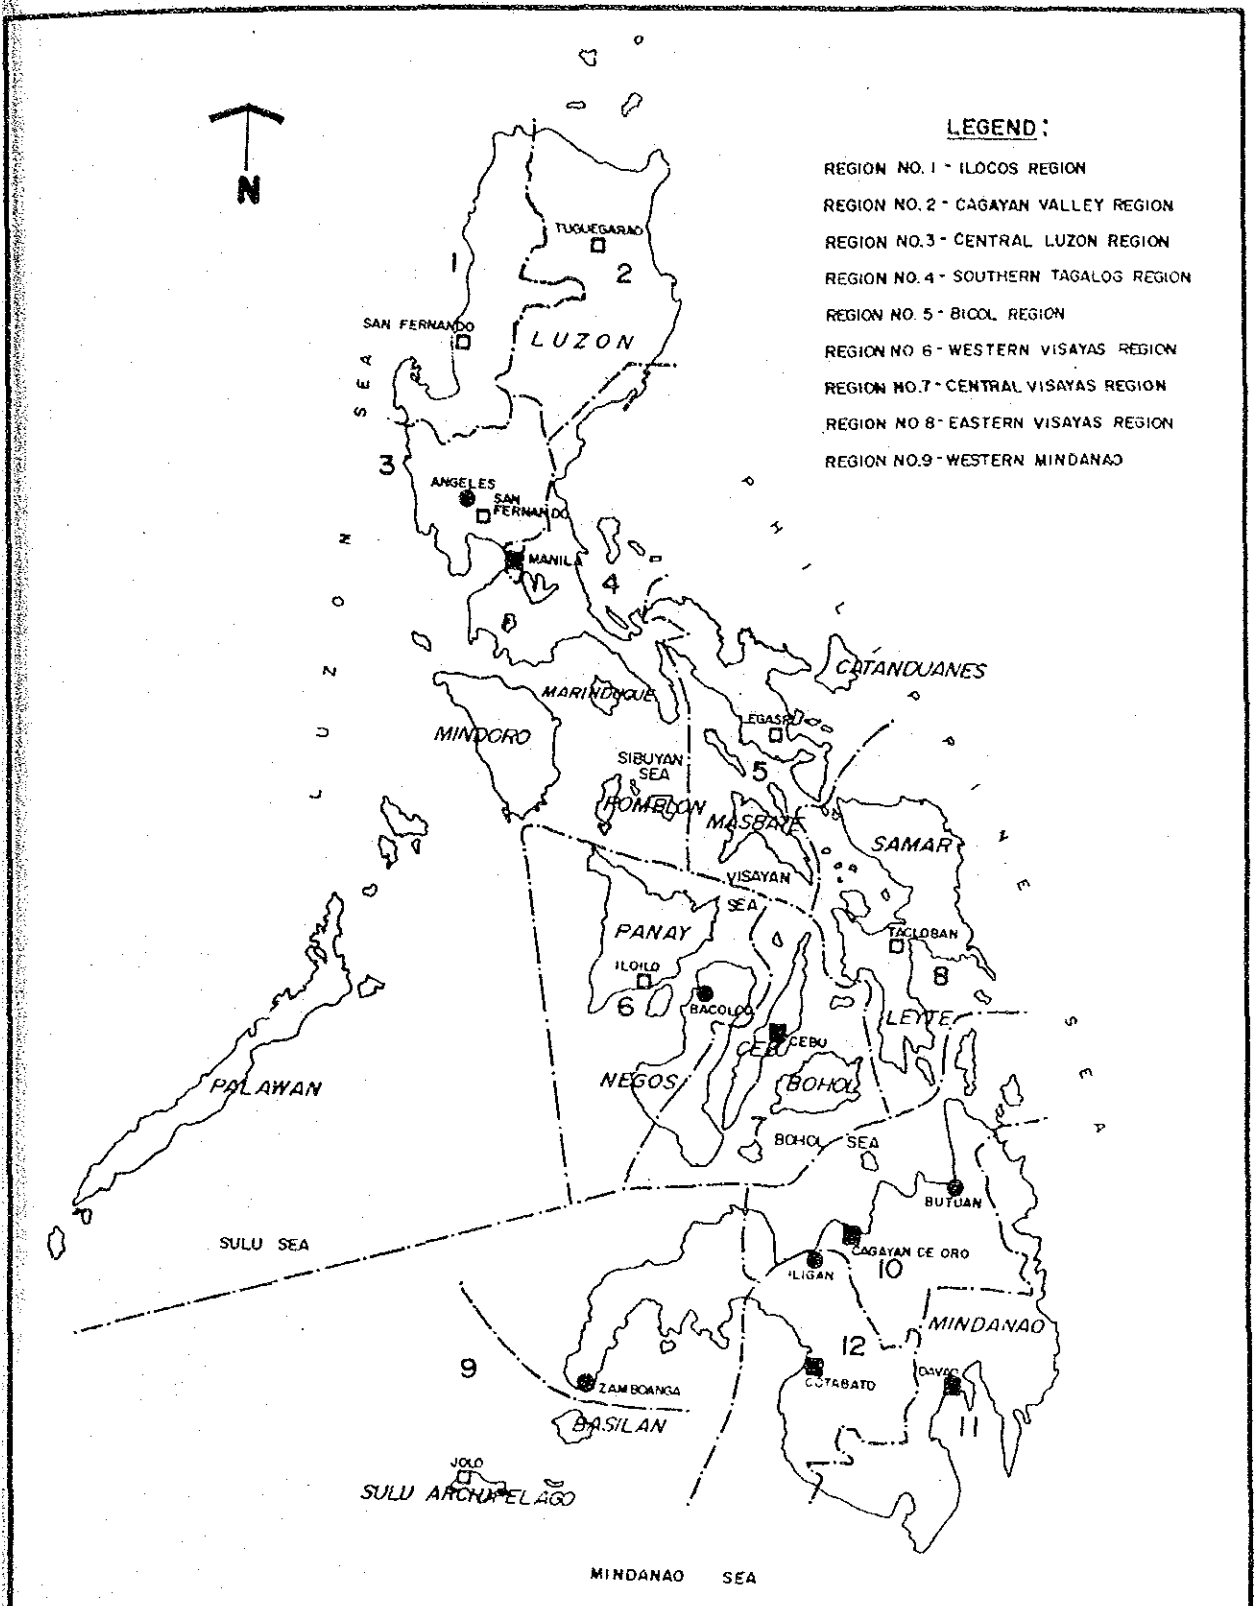 N
LEGEND:
REGION NO. 1 - ILOCOS REGION
REGION NO. 2 - CAGAYAN VALLEY REGION
REGION NO.3 - CENTRAL LUZON REGION
REGION NO. 4 - SOUTHERN TAGALOG REGION
REGION NO. 5 - BICOL REGION
REGION NO 6 - WESTERN VISAYAS REGION
REGION NO.7 - CENTRAL VISAYAS REGION
REGION NO 8 - EASTERN VISAYAS REGION
REGION NO.9 - WESTERN MINDANAO
TUGUEGARAO
1
2
SAN FERNANDO
LUZON
LUZON SEA
3
ANGELES
SAN
FERNANDO
PHILIPPINES SEA
MANILA
4
CATANDUANES
MARINDUQUE
MINDORO
LEGASPI
SIBUYAN
SEA
5
ROMBLON
MASBATE
SAMAR
VISAYAN
SEA
PANAY
TACLOBAN
ILOILO
8
6
BACOLOD
LEYTE
CEBU
CEBU
NEGOS
BOHOL
PALAWAN
7
BOHOL SEA
BUTUAN
SULU SEA
CAGAYAN DE ORO
ILIGAN
10
MINDANAO
12
9
ZAMBOANGA
COTABATO
DAVAO
BASILAN
11
JOLO
SULU ARCHIPELAGO
MINDANAO SEA